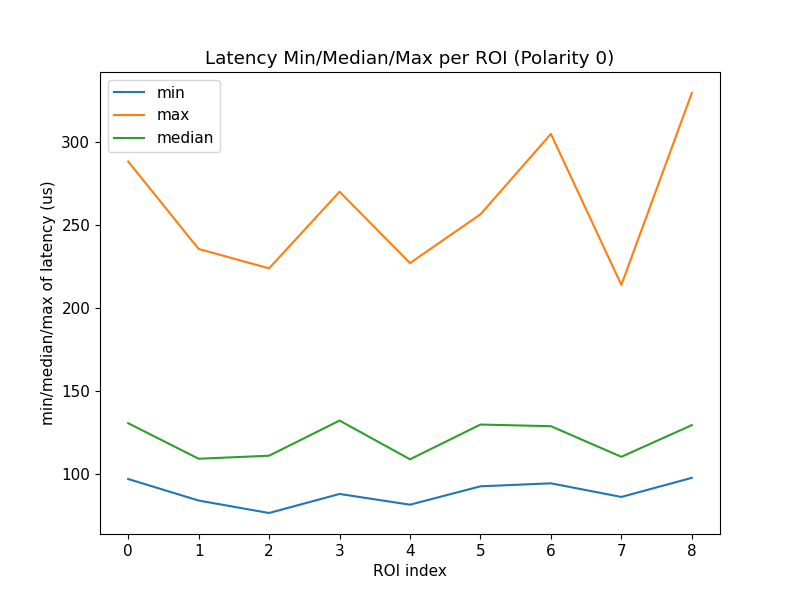 Latency Min/Median/Max per ROI (Polarity 0)
min
max
median
min/median/max of latency (us)
300
250
200
150
100
0 1 2 3 4 5 6 7 8
ROI index